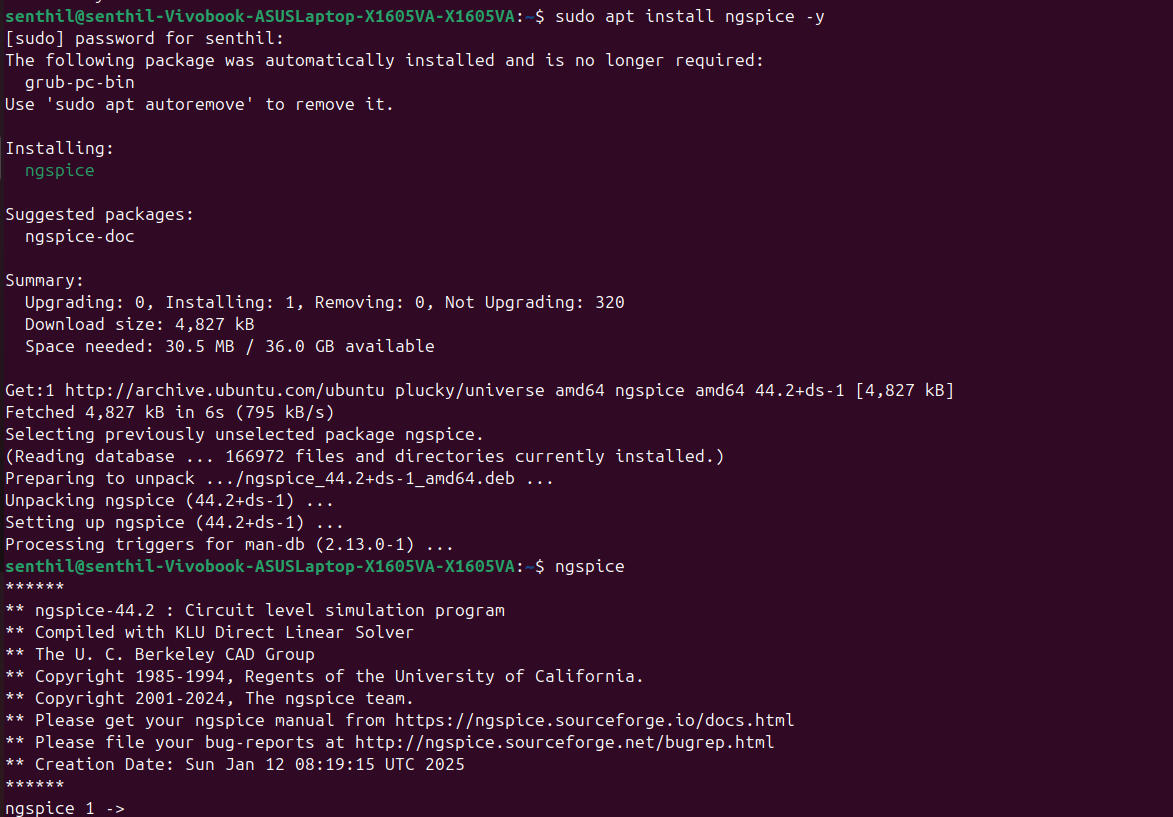 senthil@senthil-Vivobook-ASUSLaptop-X1605VA-X1605VA:~$ sudo apt install ngspice -y
[sudo] password for senthil:
The following package was automatically installed and is no longer required:
  grub-pc-bin
Use 'sudo apt autoremove' to remove it.

Installing:
  ngspice

Suggested packages:
  ngspice-doc

Summary:
  Upgrading: 0, Installing: 1, Removing: 0, Not Upgrading: 320
  Download size: 4,827 kB
  Space needed: 30.5 MB / 36.0 GB available

Get:1 http://archive.ubuntu.com/ubuntu plucky/universe amd64 ngspice amd64 44.2+ds-1 [4,827 kB]
Fetched 4,827 kB in 6s (795 kB/s)
Selecting previously unselected package ngspice.
(Reading database ... 166972 files and directories currently installed.)
Preparing to unpack .../ngspice_44.2+ds-1_amd64.deb ...
Unpacking ngspice (44.2+ds-1) ...
Setting up ngspice (44.2+ds-1) ...
Processing triggers for man-db (2.13.0-1) ...
senthil@senthil-Vivobook-ASUSLaptop-X1605VA-X1605VA:~$ ngspice
******
** ngspice-44.2 : Circuit level simulation program
** Compiled with KLU Direct Linear Solver
** The U. C. Berkeley CAD Group
** Copyright 1985-1994, Regents of the University of California.
** Copyright 2001-2024, The ngspice team.
** Please get your ngspice manual from https://ngspice.sourceforge.io/docs.html
** Please file your bug-reports at http://ngspice.sourceforge.net/bugrep.html
** Creation Date: Sun Jan 12 08:19:15 UTC 2025
******
ngspice 1 ->